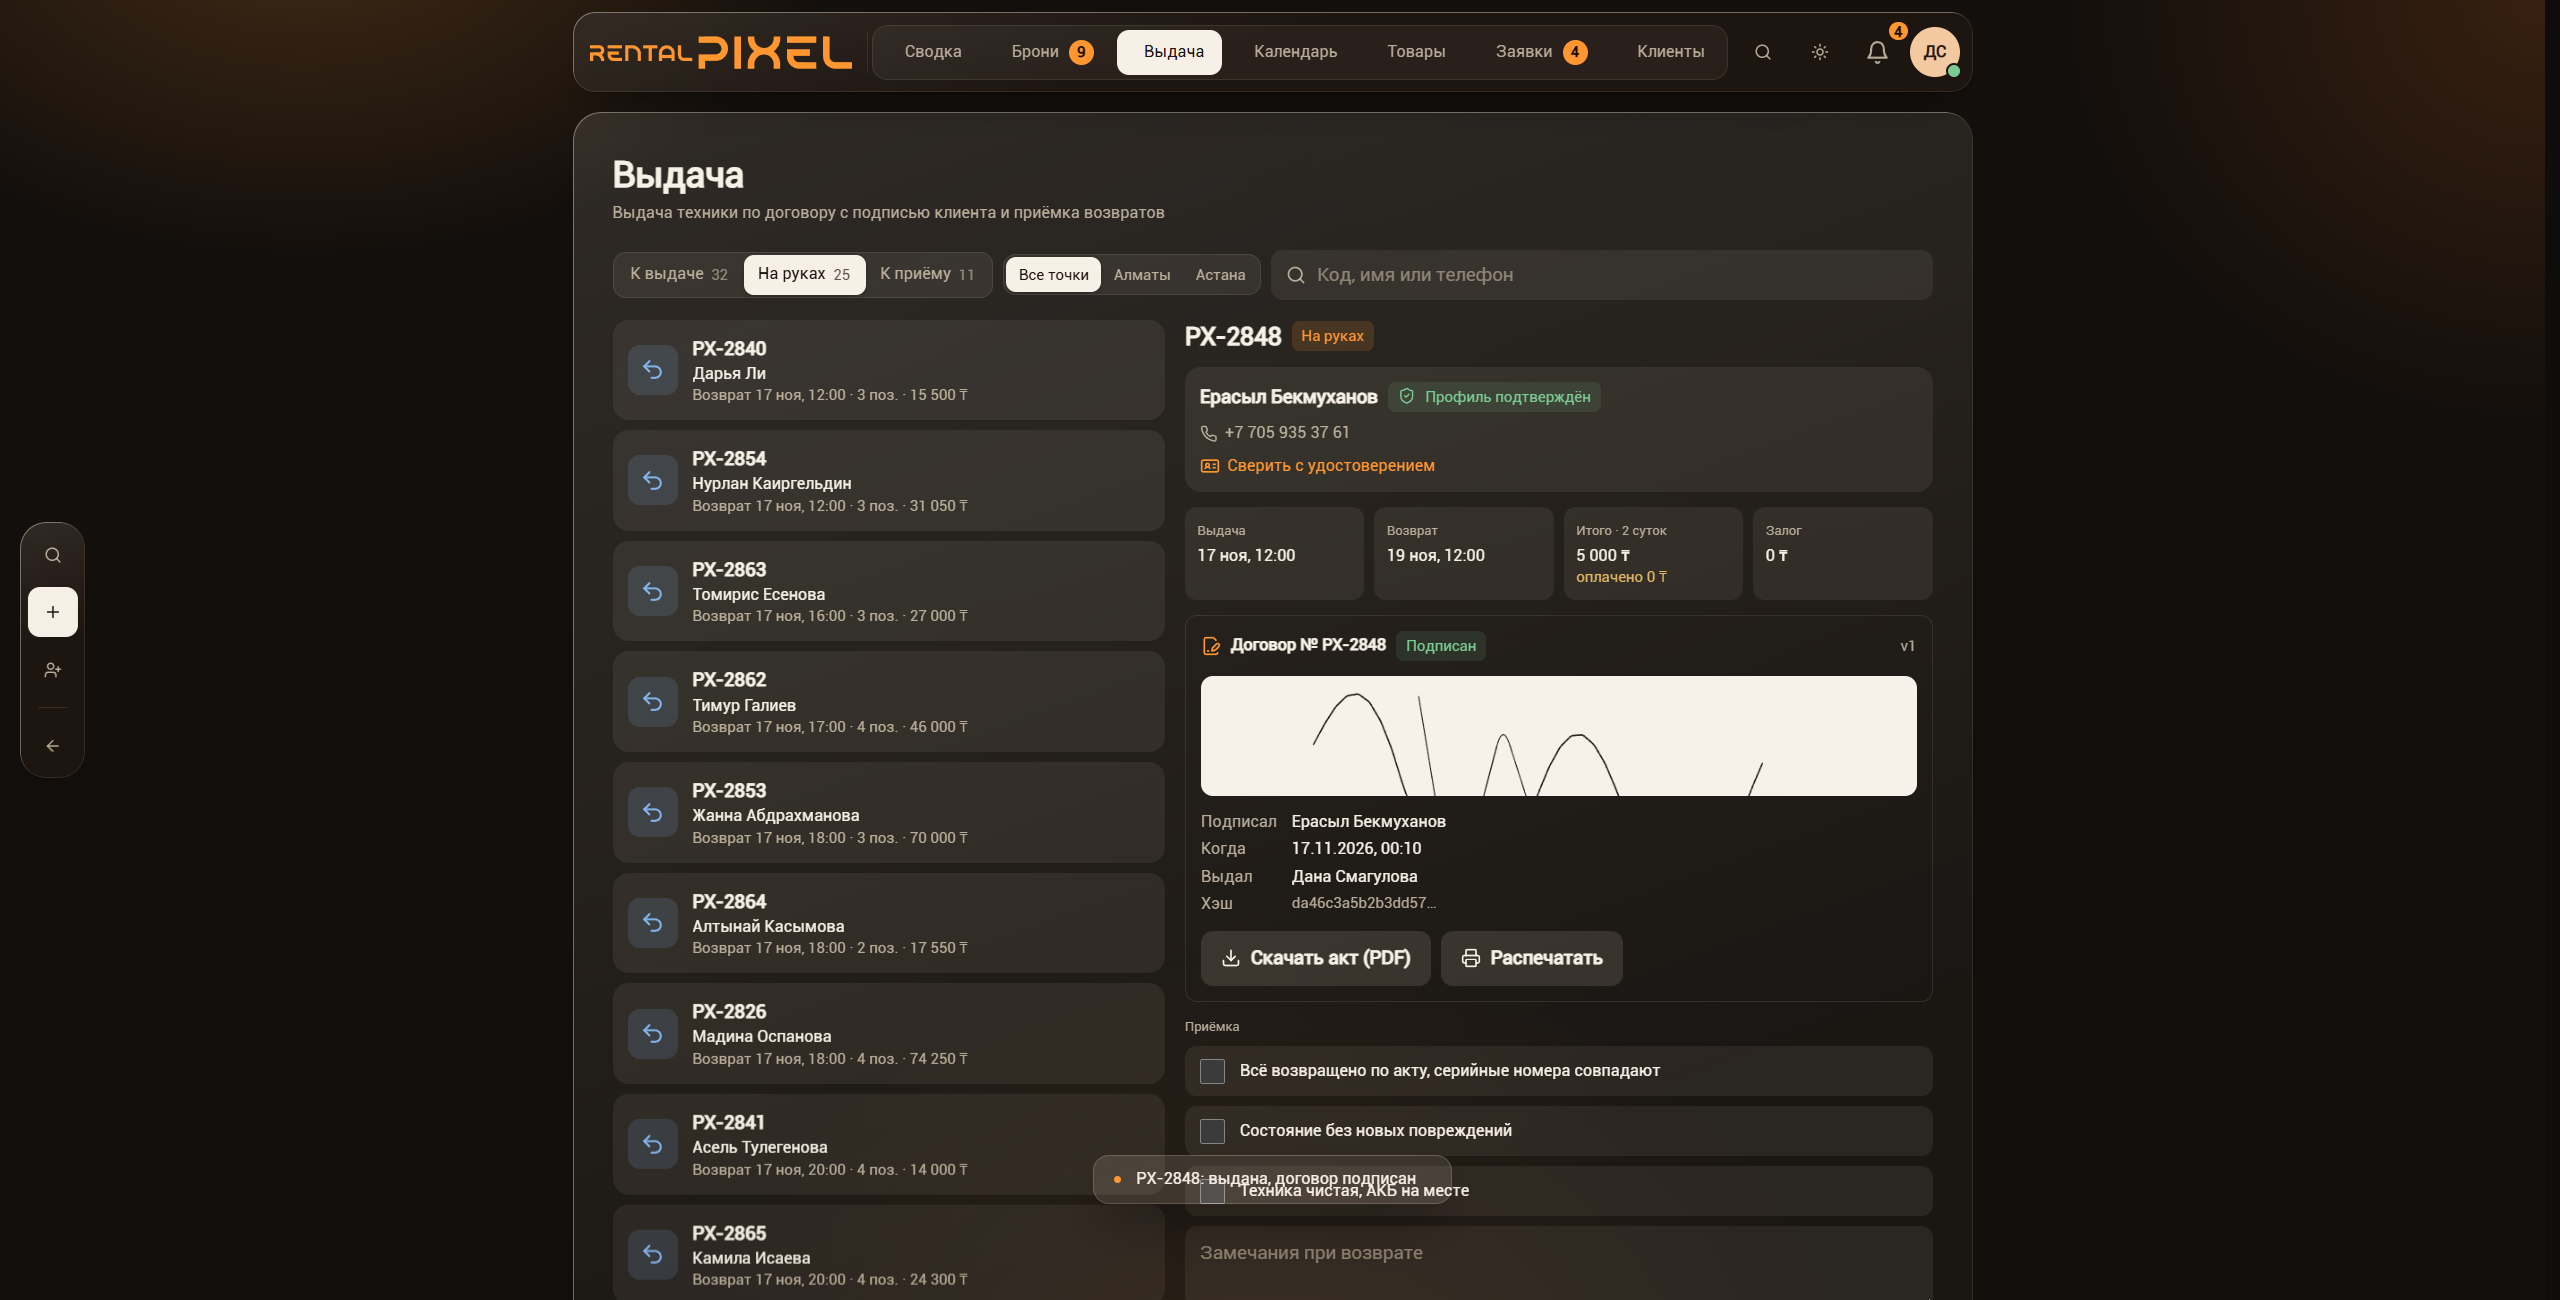 RENTAL PIXEL
Сводка
Брони 9
Выдача
Календарь
Товары
Заявки 4
Клиенты
4
ДС
Выдача
Выдача техники по договору с подписью клиента и приёмка возвратов
К выдаче 32
На руках 25
К приёму 11
Все точки
Алматы
Астана
Код, имя или телефон
PX-2840
Дарья Ли
Возврат 17 ноя, 12:00 · 3 поз. · 15 500 ₸
PX-2854
Нурлан Каиргельдин
Возврат 17 ноя, 12:00 · 3 поз. · 31 050 ₸
PX-2863
Томирис Есенова
Возврат 17 ноя, 16:00 · 3 поз. · 27 000 ₸
PX-2862
Тимур Галиев
Возврат 17 ноя, 17:00 · 4 поз. · 46 000 ₸
PX-2853
Жанна Абдрахманова
Возврат 17 ноя, 18:00 · 3 поз. · 70 000 ₸
PX-2864
Алтынай Касымова
Возврат 17 ноя, 18:00 · 2 поз. · 17 550 ₸
PX-2826
Мадина Оспанова
Возврат 17 ноя, 18:00 · 4 поз. · 74 250 ₸
PX-2841
Асель Тулегенова
Возврат 17 ноя, 20:00 · 4 поз. · 14 000 ₸
PX-2865
Камила Исаева
Возврат 17 ноя, 20:00 · 4 поз. · 24 300 ₸
PX-2848 На руках
Ерасыл Бекмуханов Профиль подтверждён
+7 705 935 37 61
Сверить с удостоверением
Выдача
17 ноя, 12:00
Возврат
19 ноя, 12:00
Итого · 2 суток
5 000 ₸
оплачено 0 ₸
Залог
0 ₸
Договор № PX-2848 Подписан v1
Подписал Ерасыл Бекмуханов
Когда 17.11.2026, 00:10
Выдал Дана Смагулова
Хэш da46c3a5b2b3dd57…
Скачать акт (PDF)
Распечатать
Приёмка
Всё возвращено по акту, серийные номера совпадают
Состояние без новых повреждений
PX-2848: выдана, договор подписан
Техника чистая, АКБ на месте
Замечания при возврате